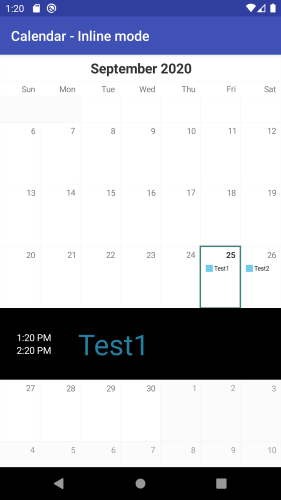 1:20
Calendar - Inline mode
September 2020
Sun Mon Tue Wed Thu Fri Sat
6 7 8 9 10 11 12
13 14 15 16 17 18 19
20 21 22 23 24 25 26
Test1 Test2
1:20 PM
2:20 PM
Test1
27 28 29 30 1 2 3
4 5 6 7 8 9 10